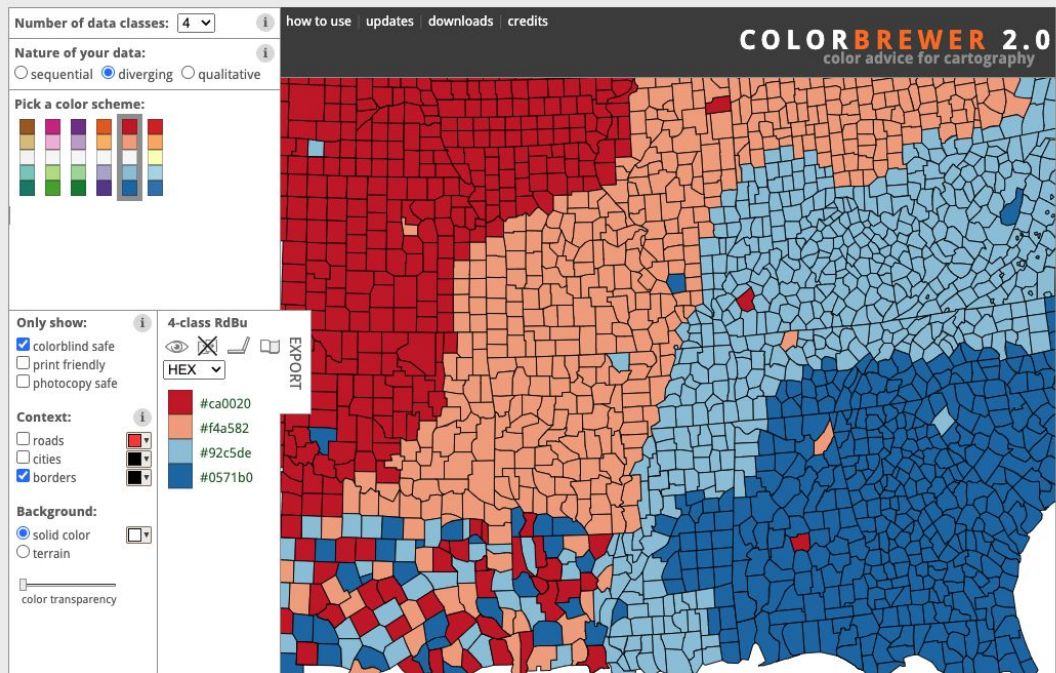 Number of data classes: 4 i
how to use | updates | downloads | credits
COLORBREWER 2.0
color advice for cartography
Nature of your data: i
sequential diverging qualitative
Pick a color scheme:
Only show: i
colorblind safe
print friendly
photocopy safe
Context: i
roads
cities
borders
Background:
solid color
terrain
color transparency
4-class RdBu
HEX
EXPORT
#ca0020
#f4a582
#92c5de
#0571b0